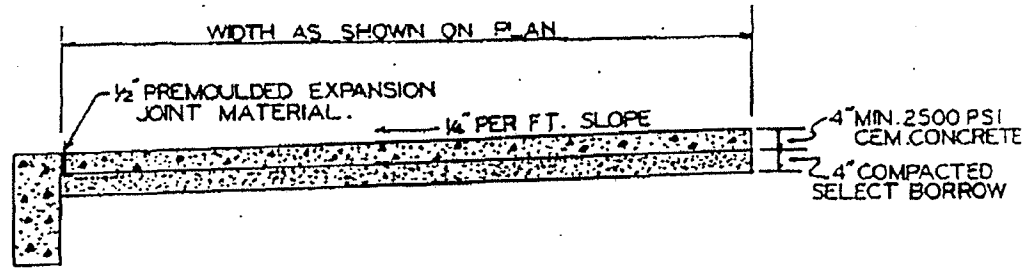 WIDTH AS SHOWN ON PLAN
½" PREMOULDED EXPANSION
JOINT MATERIAL.
¼" PER FT. SLOPE
4" MIN. 2500 PSI
CEM. CONCRETE
4" COMPACTED
SELECT BORROW